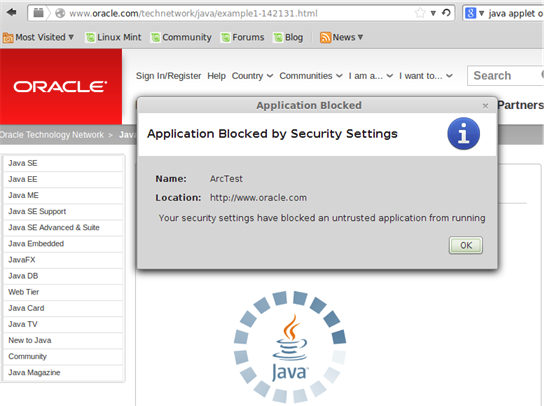 www.oracle.com/technetwork/java/example1-142131.html
java applet o
Most Visited
Linux Mint
Community
Forums
Blog
News
ORACLE
Sign In/Register Help Country Communities I am a... I want to... Search
Partners
Oracle Technology Network > Java
Application Blocked
Application Blocked by Security Settings
Name: ArcTest
Location: http://www.oracle.com
Your security settings have blocked an untrusted application from running
OK
Java SE
Java EE
Java ME
Java SE Support
Java SE Advanced & Suite
Java Embedded
JavaFX
Java DB
Web Tier
Java Card
Java TV
New to Java
Community
Java Magazine
Java